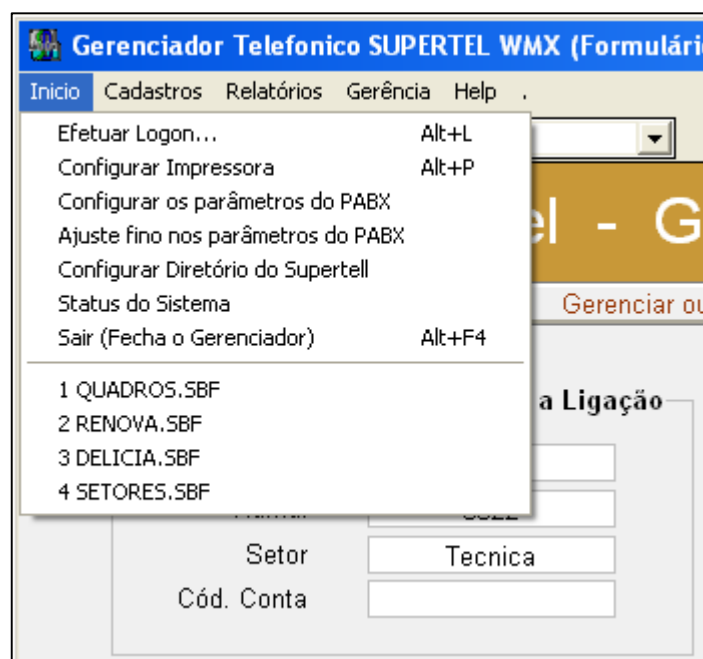 Gerenciador Telefonico SUPERTEL WMX (Formulári
Inicio Cadastros Relatórios Gerência Help .
Efetuar Logon... Alt+L
Configurar Impressora Alt+P
Configurar os parâmetros do PABX
Ajuste fino nos parâmetros do PABX
Configurar Diretório do Supertell
Status do Sistema
Sair (Fecha o Gerenciador) Alt+F4
1 QUADROS.SBF
2 RENOVA.SBF
3 DELICIA.SBF
4 SETORES.SBF
el - G
Gerenciar ou
a Ligação
Setor Tecnica
Cód. Conta